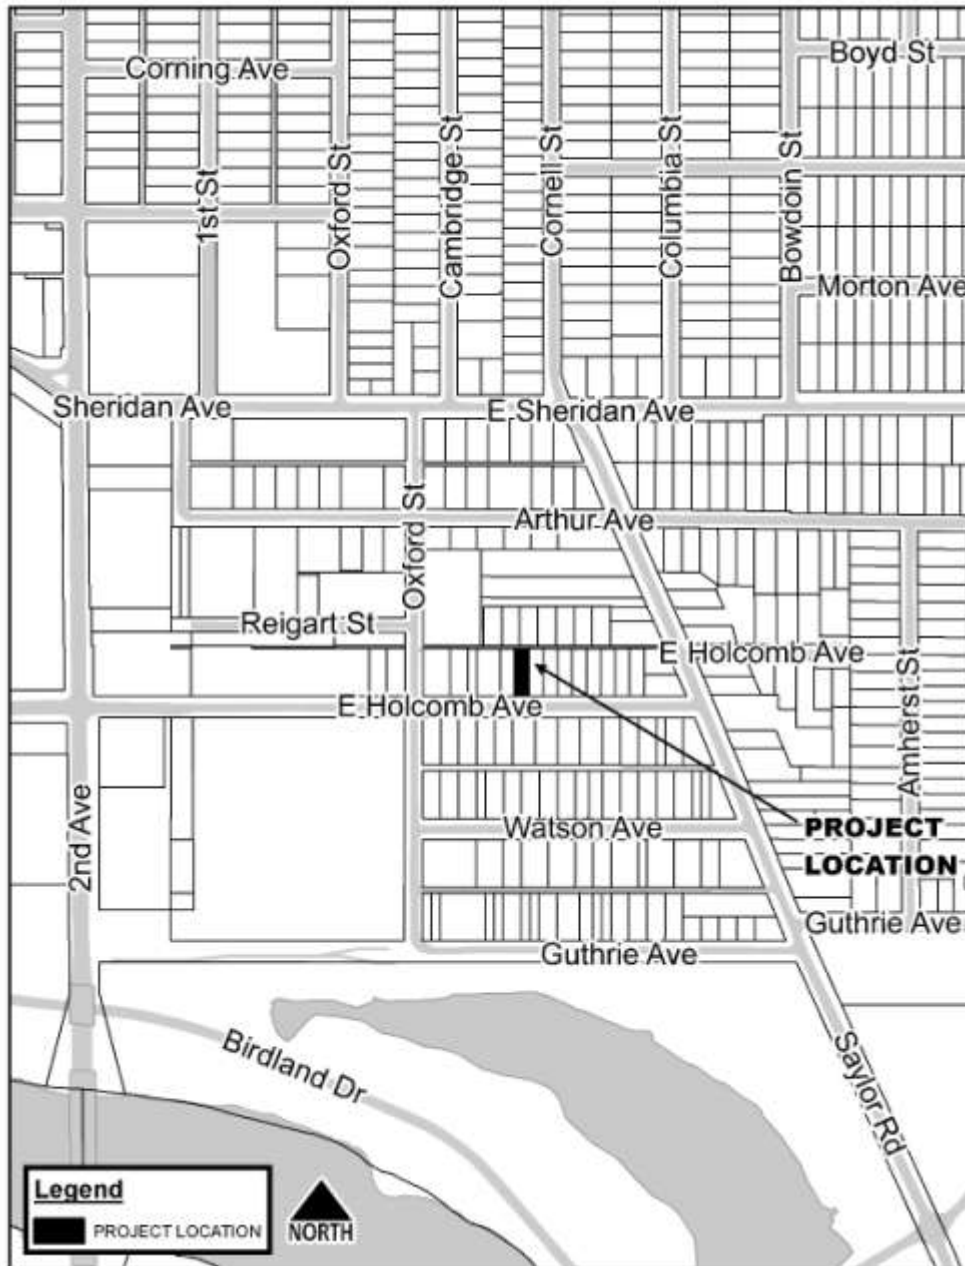 Boyd St
Corning Ave
1st St
Oxford St
Cambridge St
Cornell St
Columbia St
Bowdoin St
Morton Ave
Sheridan Ave
E Sheridan Ave
Arthur Ave
Oxford St
Reigart St
E Holcomb Ave
E Holcomb Ave
Amherst St
2nd Ave
Watson Ave
PROJECT
LOCATION
Guthrie Ave
Guthrie Ave
Birdland Dr
Saylor Rd
Legend
PROJECT LOCATION
NORTH